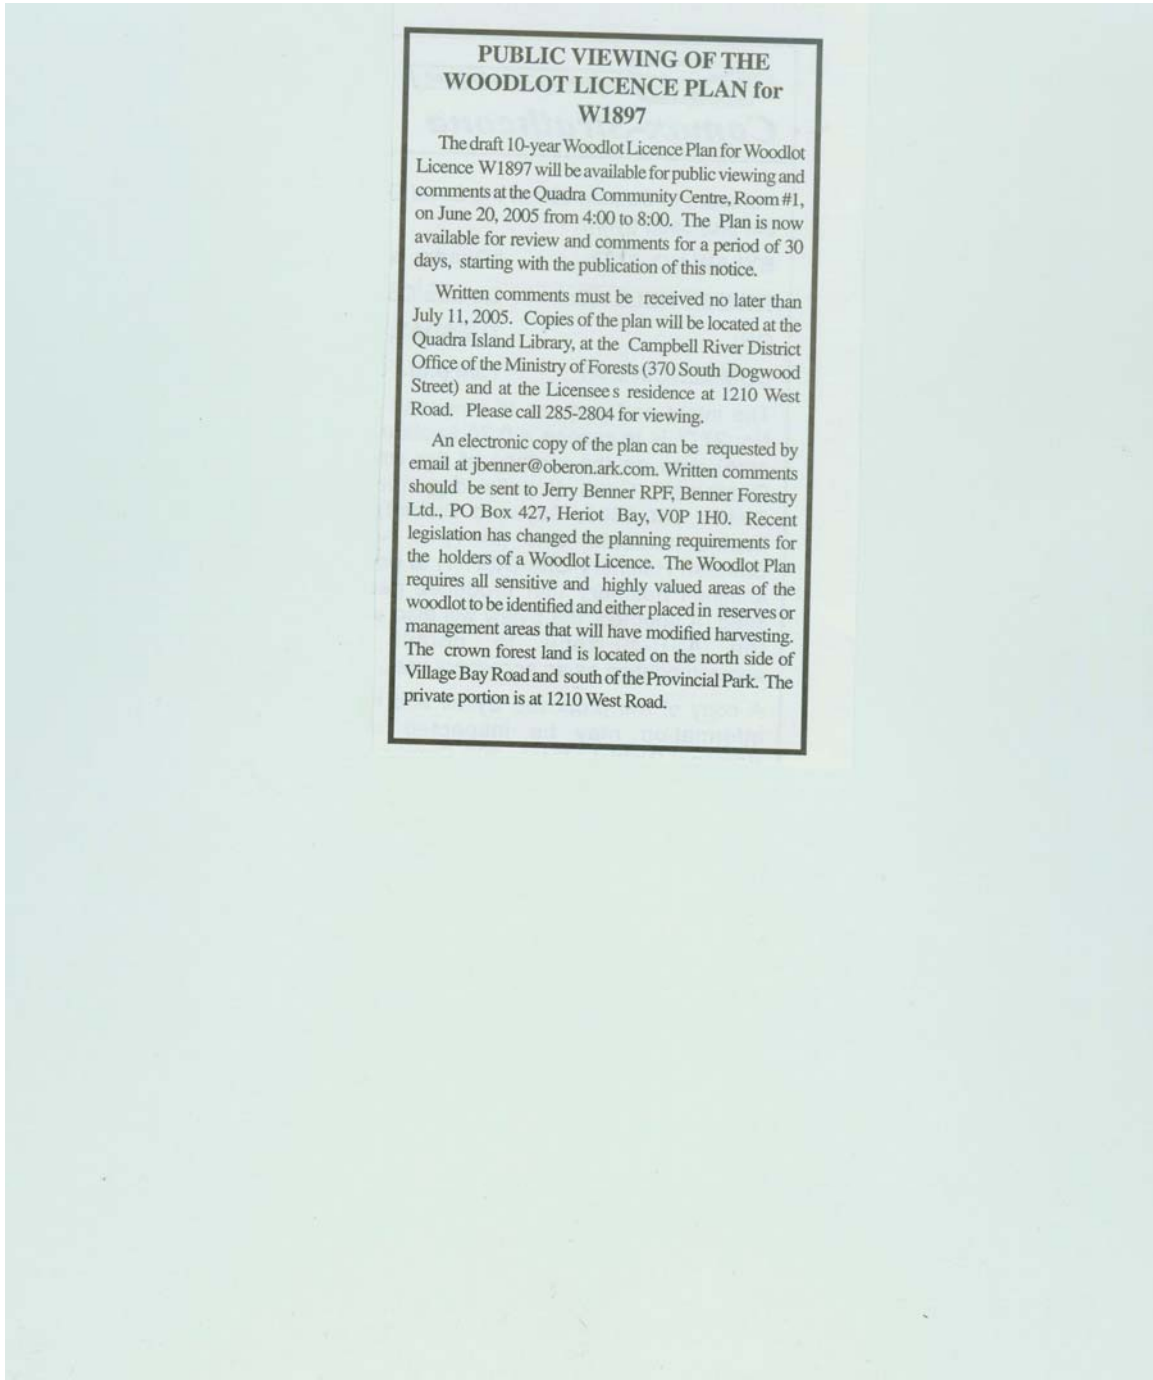 PUBLIC VIEWING OF THE
WOODLOT LICENCE PLAN for
W1897
The draft 10-year Woodlot Licence Plan for Woodlot
Licence W1897 will be available for public viewing and
comments at the Quadra Community Centre, Room #1,
on June 20, 2005 from 4:00 to 8:00. The Plan is now
available for review and comments for a period of 30
days, starting with the publication of this notice.
Written comments must be received no later than
July 11, 2005. Copies of the plan will be located at the
Quadra Island Library, at the Campbell River District
Office of the Ministry of Forests (370 South Dogwood
Street) and at the Licensee s residence at 1210 West
Road. Please call 285-2804 for viewing.
An electronic copy of the plan can be requested by
email at jbenner@oberon.ark.com. Written comments
should be sent to Jerry Benner RPF, Benner Forestry
Ltd., PO Box 427, Heriot Bay, V0P 1H0. Recent
legislation has changed the planning requirements for
the holders of a Woodlot Licence. The Woodlot Plan
requires all sensitive and highly valued areas of the
woodlot to be identified and either placed in reserves or
management areas that will have modified harvesting.
The crown forest land is located on the north side of
Village Bay Road and south of the Provincial Park. The
private portion is at 1210 West Road.